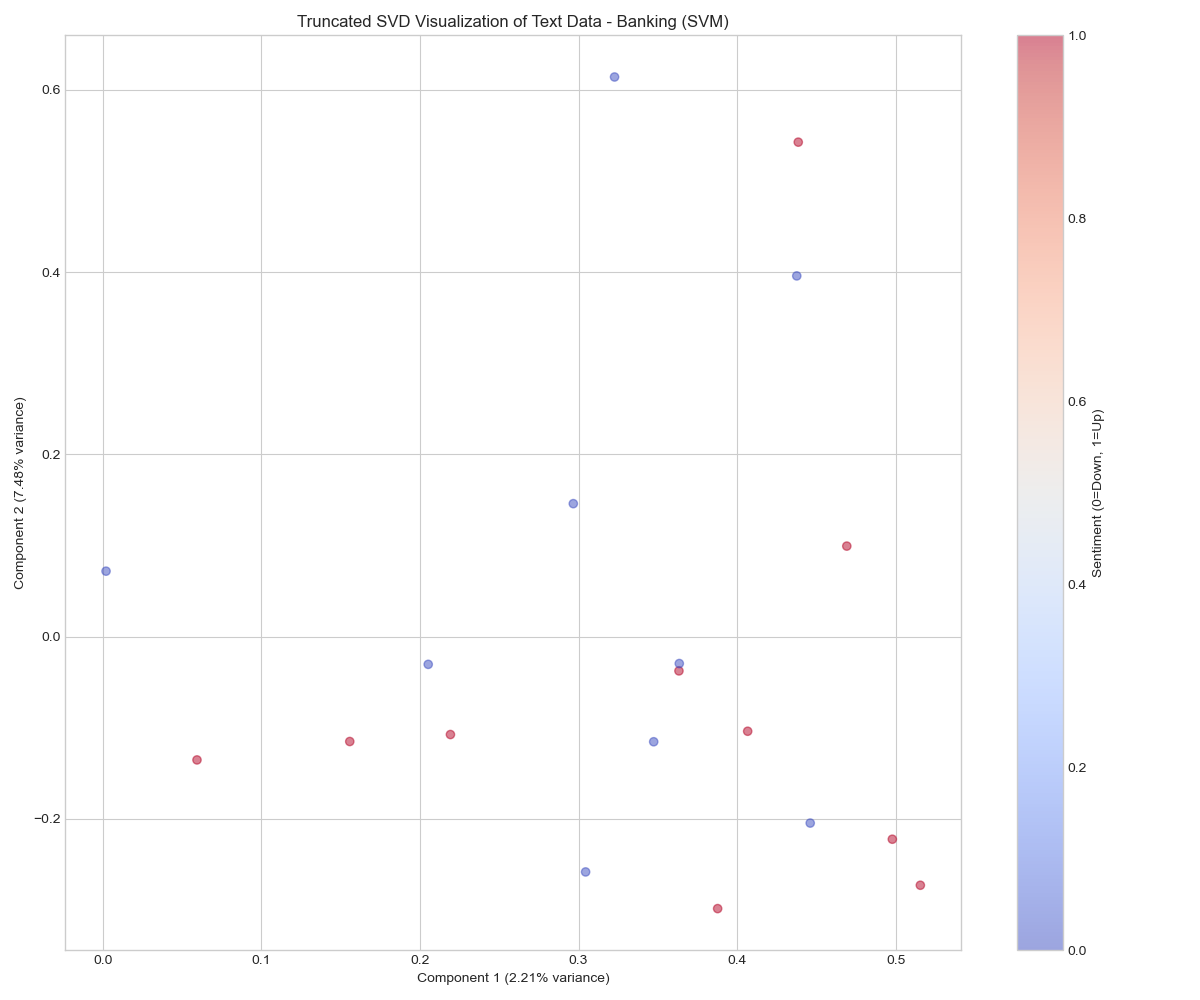 Truncated SVD Visualization of Text Data - Banking (SVM)
Component 2 (7.48% variance)
0.6
0.4
0.2
0.0
−0.2
0.0 0.1 0.2 0.3 0.4 0.5
Component 1 (2.21% variance)
1.0
0.8
0.6
0.4
0.2
0.0
Sentiment (0=Down, 1=Up)